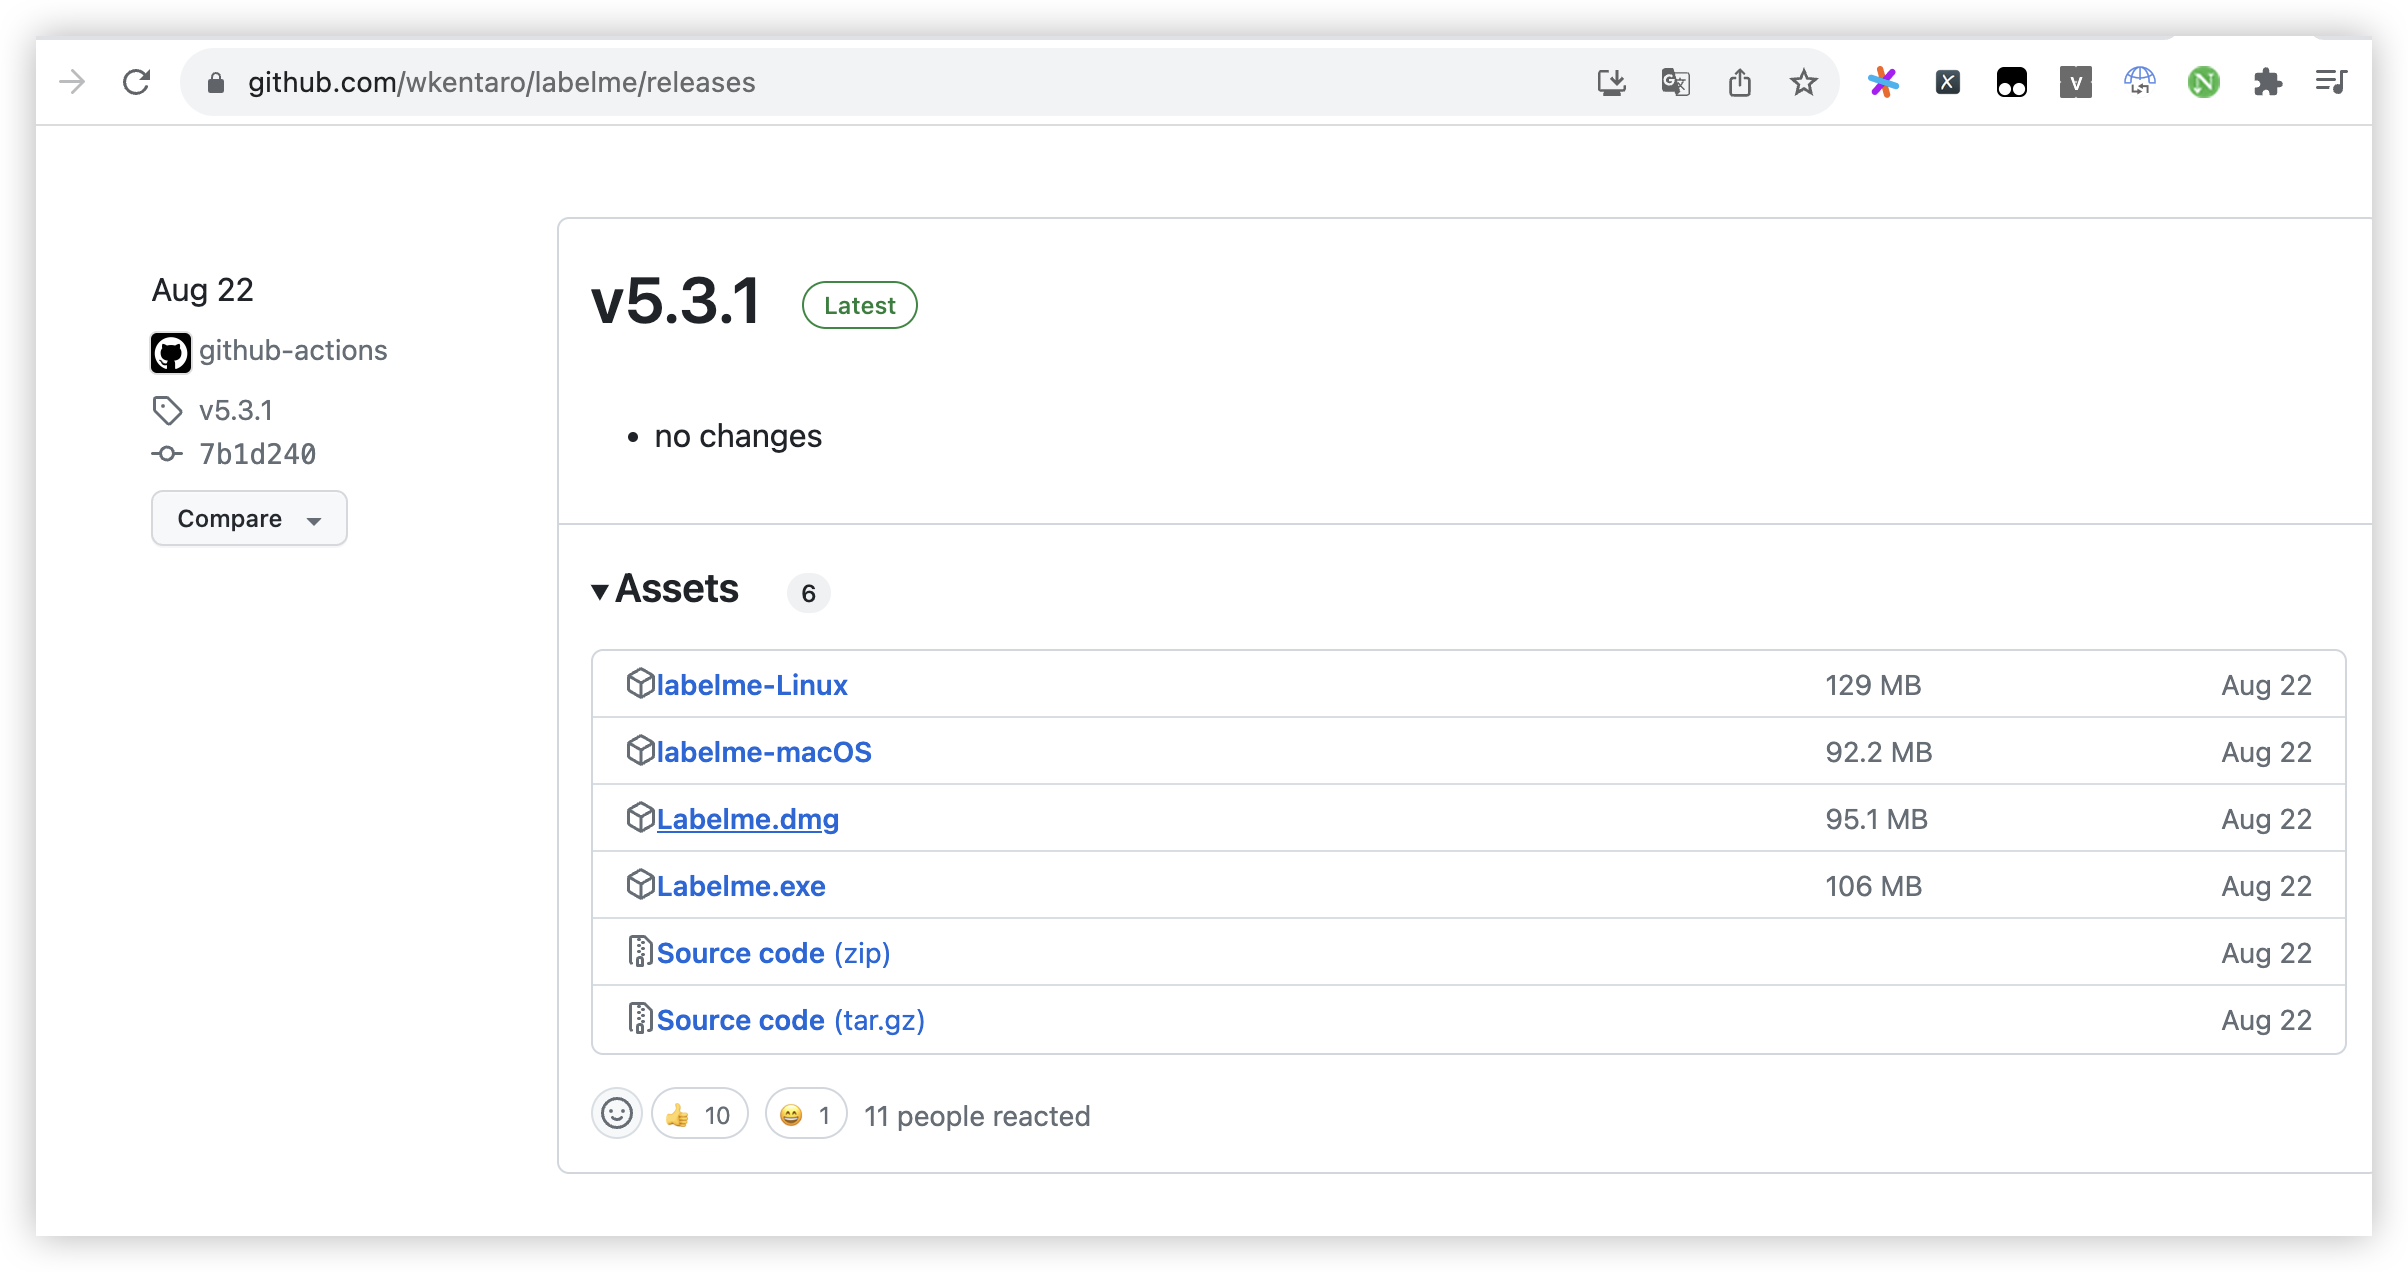 github.com/wkentaro/labelme/releases
Aug 22
github-actions
v5.3.1
7b1d240
Compare
v5.3.1 Latest
no changes
Assets 6
labelme-Linux 129 MB Aug 22
labelme-macOS 92.2 MB Aug 22
Labelme.dmg 95.1 MB Aug 22
Labelme.exe 106 MB Aug 22
Source code (zip) Aug 22
Source code (tar.gz) Aug 22
👍 10 😄 1 11 people reacted